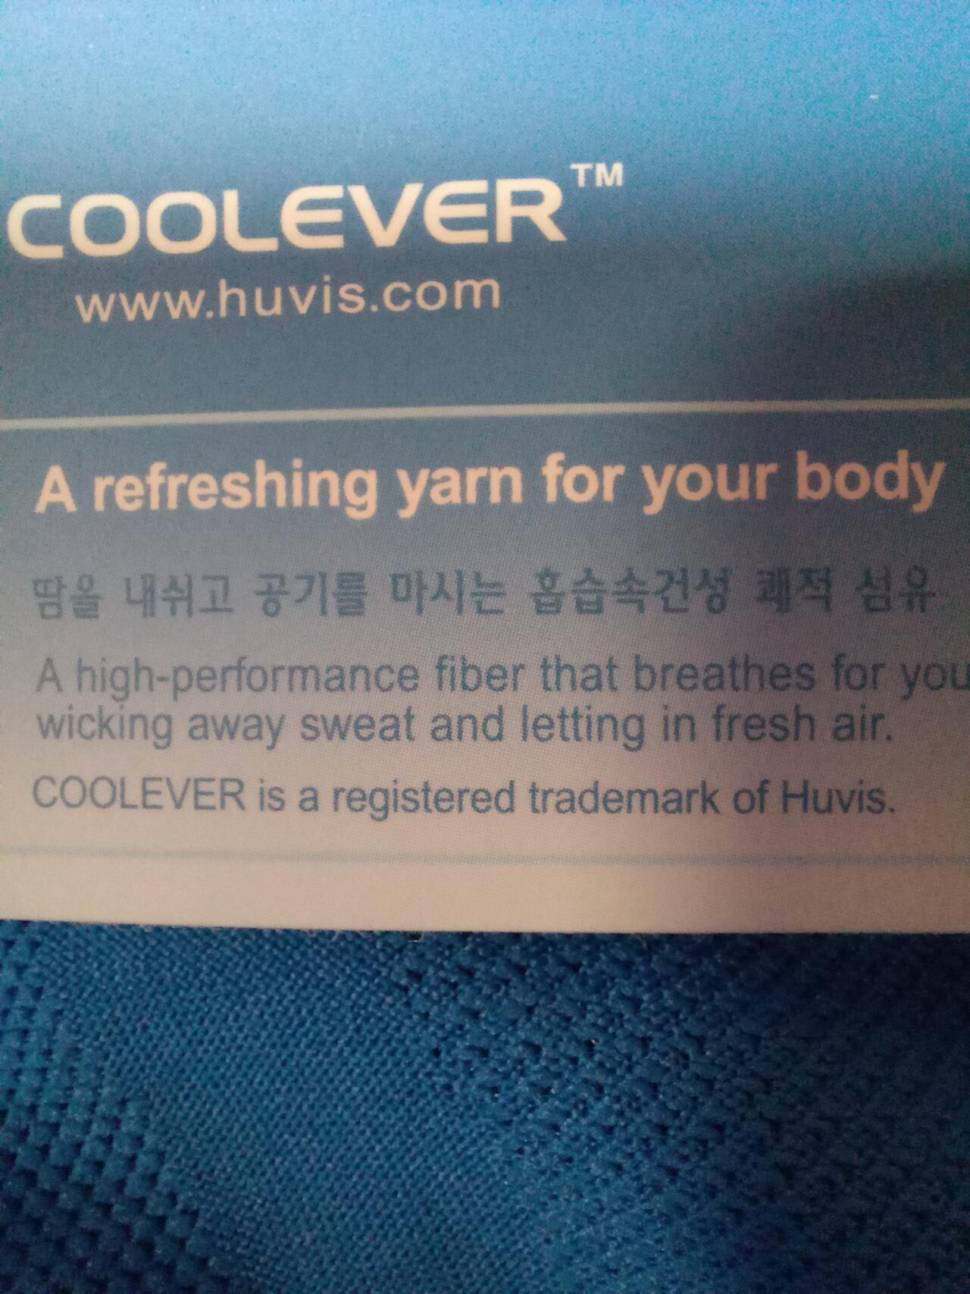 COOLEVER™
www.huvis.com
A refreshing yarn for your body
땀을 내쉬고 공기를 마시는 흡습속건성 쾌적 섬유
A high-performance fiber that breathes for you
wicking away sweat and letting in fresh air.
COOLEVER is a registered trademark of Huvis.